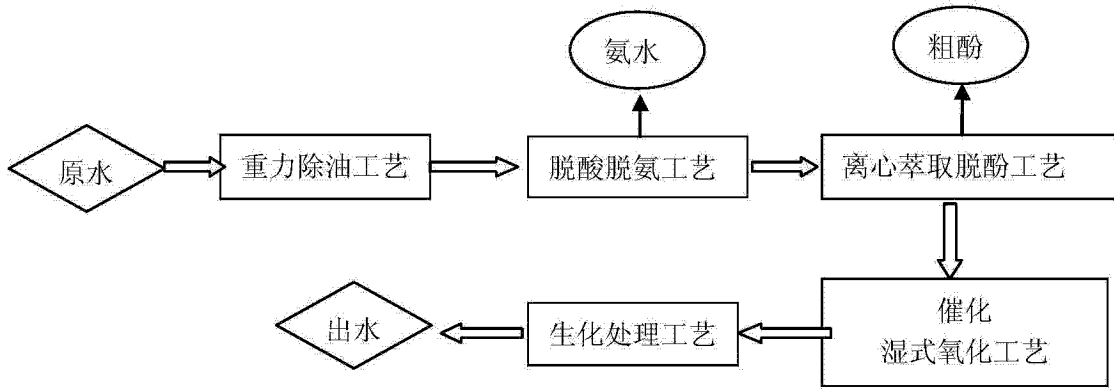 氨水
粗酚
原水
重力除油工艺
脱酸脱氨工艺
离心萃取脱酚工艺
出水
生化处理工艺
催化
湿式氧化工艺